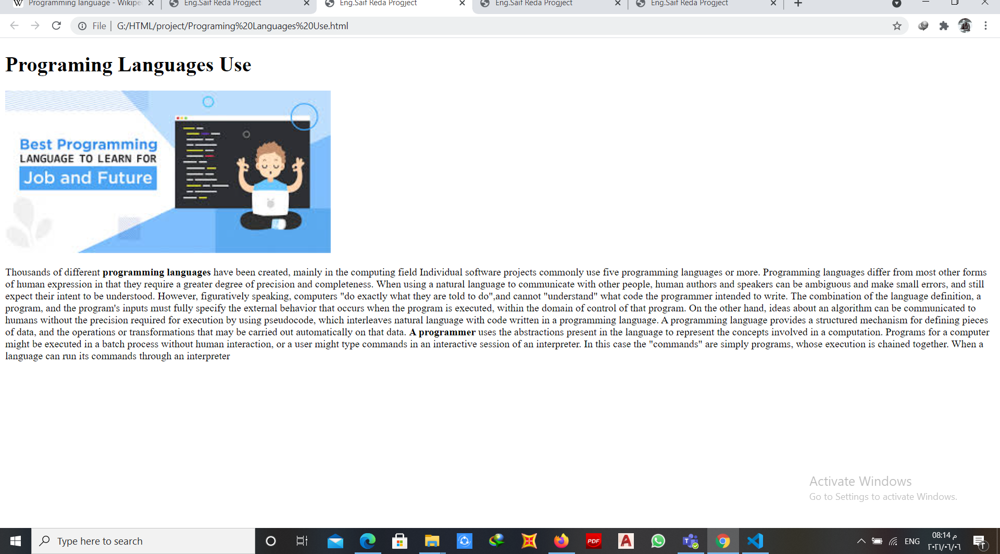 Programming language - Wikipe
Eng.Saif Reda Progject
Eng.Saif Reda Progject
Eng.Saif Reda Progject
Eng.Saif Reda Progject
File | G:/HTML/project/Programing%20Languages%20Use.html
Programing Languages Use
Best Programming
LANGUAGE TO LEARN FOR
Job and Future
Thousands of different programming languages have been created, mainly in the computing field Individual software projects commonly use five programming languages or more. Programming languages differ from most other forms
of human expression in that they require a greater degree of precision and completeness. When using a natural language to communicate with other people, human authors and speakers can be ambiguous and make small errors, and still
expect their intent to be understood. However, figuratively speaking, computers "do exactly what they are told to do",and cannot "understand" what code the programmer intended to write. The combination of the language definition, a
program, and the program's inputs must fully specify the external behavior that occurs when the program is executed, within the domain of control of that program. On the other hand, ideas about an algorithm can be communicated to
humans without the precision required for execution by using pseudocode, which interleaves natural language with code written in a programming language. A programming language provides a structured mechanism for defining pieces
of data, and the operations or transformations that may be carried out automatically on that data. A programmer uses the abstractions present in the language to represent the concepts involved in a computation. Programs for a computer
might be executed in a batch process without human interaction, or a user might type commands in an interactive session of an interpreter. In this case the "commands" are simply programs, whose execution is chained together. When a
language can run its commands through an interpreter
Activate Windows
Go to Settings to activate Windows.
Type here to search
PDF
ENG
08:14 م
٢٠٢١/٠٦/٠٦
٢